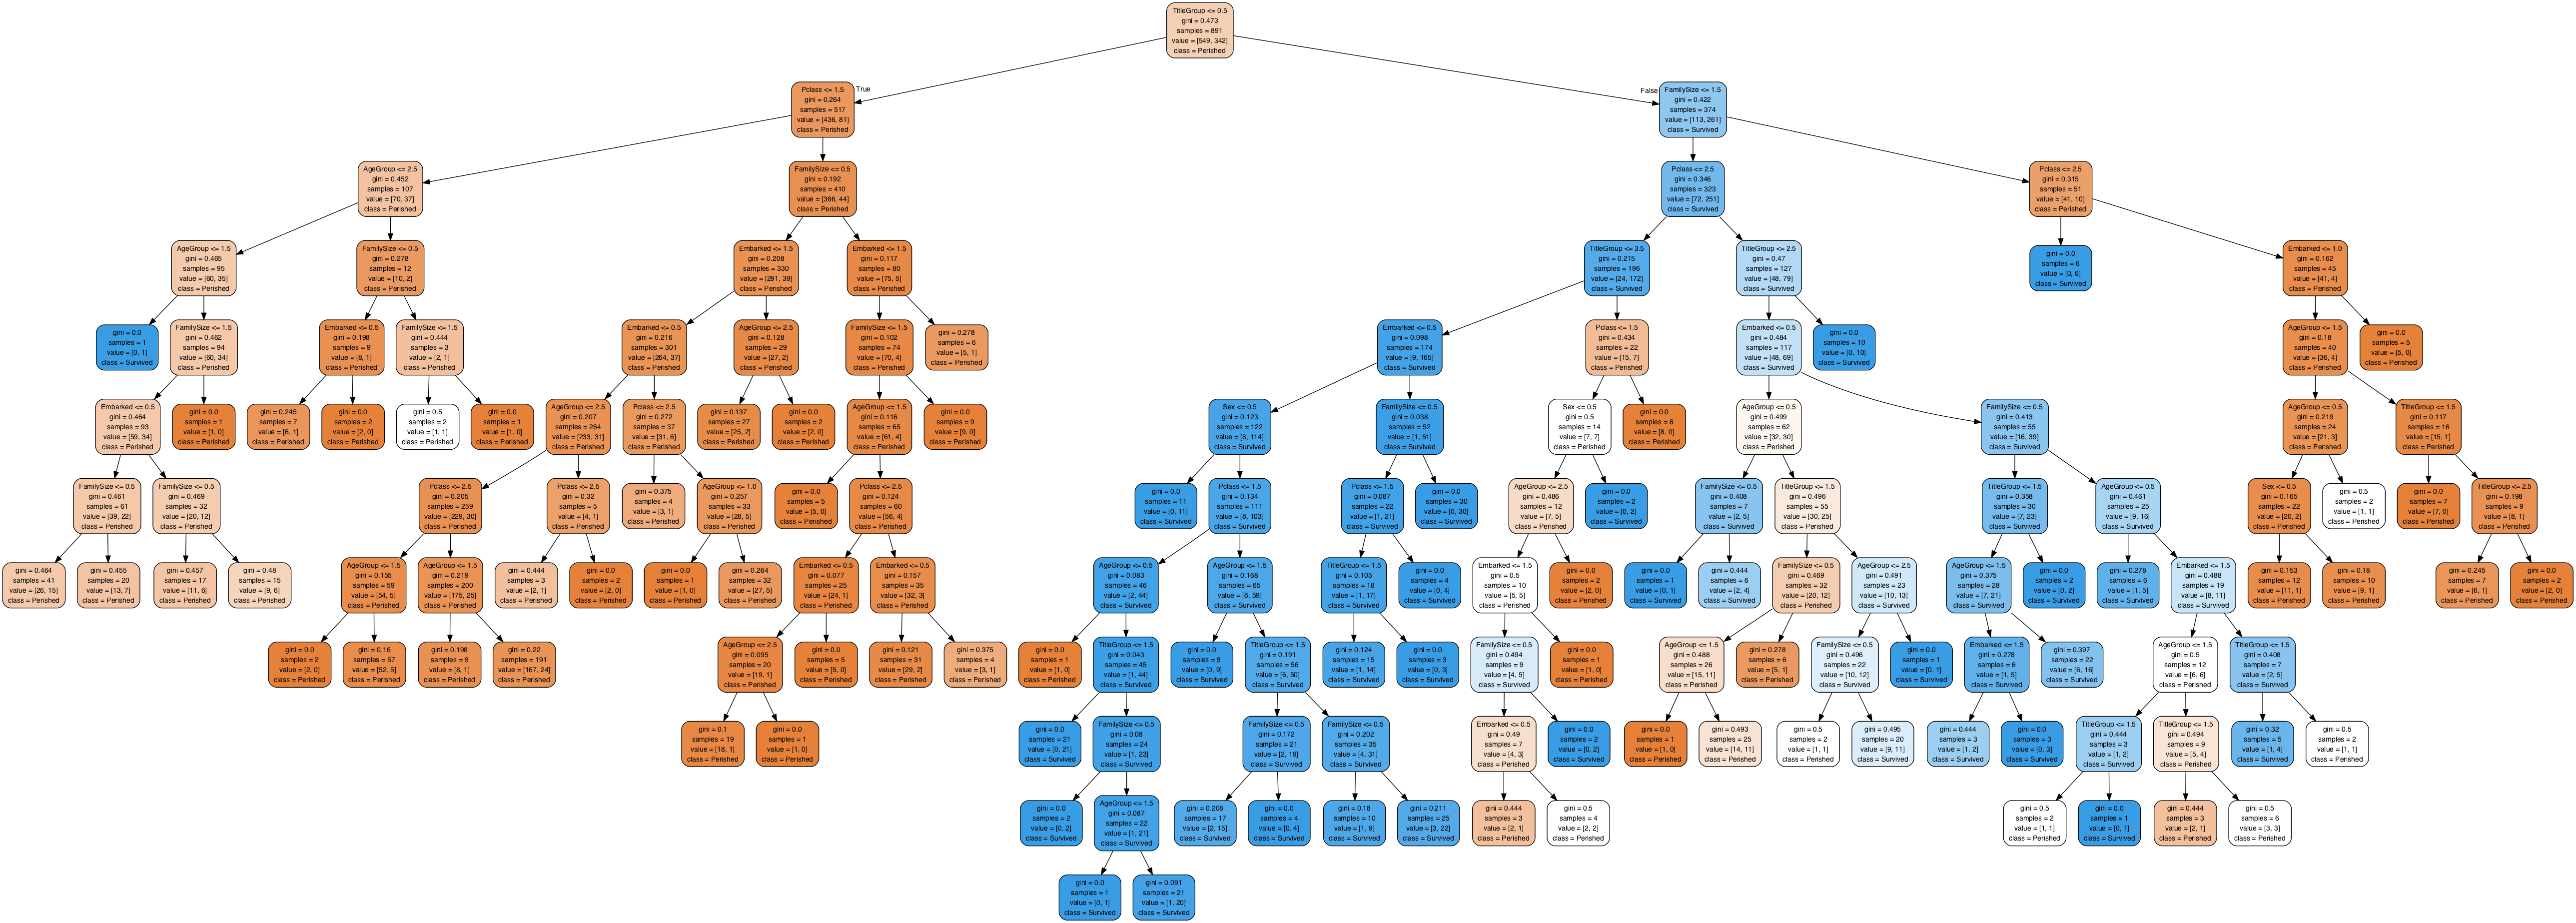 TitleGroup <= 0.5
gini = 0.473
samples = 891
value = [549, 342]
class = Perished
True
False
Pclass <= 1.5
gini = 0.264
samples = 517
value = [436, 81]
class = Perished
FamilySize <= 1.5
gini = 0.422
samples = 374
value = [113, 261]
class = Survived
AgeGroup <= 2.5
gini = 0.452
samples = 107
value = [70, 37]
class = Perished
FamilySize <= 0.5
gini = 0.192
samples = 410
value = [366, 44]
class = Perished
Pclass <= 2.5
gini = 0.346
samples = 323
value = [72, 251]
class = Survived
Pclass <= 2.5
gini = 0.315
samples = 51
value = [41, 10]
class = Perished
AgeGroup <= 1.5
gini = 0.465
samples = 95
value = [60, 35]
class = Perished
FamilySize <= 0.5
gini = 0.278
samples = 12
value = [10, 2]
class = Perished
Embarked <= 1.5
gini = 0.208
samples = 330
value = [291, 39]
class = Perished
Embarked <= 1.5
gini = 0.117
samples = 80
value = [75, 5]
class = Perished
TitleGroup <= 3.5
gini = 0.215
samples = 196
value = [24, 172]
class = Survived
TitleGroup <= 2.5
gini = 0.47
samples = 127
value = [48, 79]
class = Survived
gini = 0.0
samples = 6
value = [0, 6]
class = Survived
Embarked <= 1.0
gini = 0.162
samples = 45
value = [41, 4]
class = Perished
gini = 0.0
samples = 1
value = [0, 1]
class = Survived
FamilySize <= 1.5
gini = 0.462
samples = 94
value = [60, 34]
class = Perished
Embarked <= 0.5
gini = 0.198
samples = 9
value = [8, 1]
class = Perished
FamilySize <= 1.5
gini = 0.444
samples = 3
value = [2, 1]
class = Perished
Embarked <= 0.5
gini = 0.216
samples = 301
value = [264, 37]
class = Perished
AgeGroup <= 2.5
gini = 0.128
samples = 29
value = [27, 2]
class = Perished
FamilySize <= 1.5
gini = 0.102
samples = 74
value = [70, 4]
class = Perished
gini = 0.278
samples = 6
value = [5, 1]
class = Perished
Embarked <= 0.5
gini = 0.098
samples = 174
value = [9, 165]
class = Survived
Pclass <= 1.5
gini = 0.434
samples = 22
value = [15, 7]
class = Perished
Embarked <= 0.5
gini = 0.484
samples = 117
value = [48, 69]
class = Survived
gini = 0.0
samples = 10
value = [0, 10]
class = Survived
AgeGroup <= 1.5
gini = 0.18
samples = 40
value = [36, 4]
class = Perished
gini = 0.0
samples = 5
value = [5, 0]
class = Perished
Embarked <= 0.5
gini = 0.464
samples = 93
value = [59, 34]
class = Perished
gini = 0.0
samples = 1
value = [1, 0]
class = Perished
gini = 0.245
samples = 7
value = [6, 1]
class = Perished
gini = 0.0
samples = 2
value = [2, 0]
class = Perished
gini = 0.5
samples = 2
value = [1, 1]
class = Perished
gini = 0.0
samples = 1
value = [1, 0]
class = Perished
AgeGroup <= 2.5
gini = 0.207
samples = 264
value = [233, 31]
class = Perished
Pclass <= 2.5
gini = 0.272
samples = 37
value = [31, 6]
class = Perished
gini = 0.137
samples = 27
value = [25, 2]
class = Perished
gini = 0.0
samples = 2
value = [2, 0]
class = Perished
AgeGroup <= 1.5
gini = 0.116
samples = 65
value = [61, 4]
class = Perished
gini = 0.0
samples = 9
value = [9, 0]
class = Perished
Sex <= 0.5
gini = 0.123
samples = 122
value = [8, 114]
class = Survived
FamilySize <= 0.5
gini = 0.038
samples = 52
value = [1, 51]
class = Survived
Sex <= 0.5
gini = 0.5
samples = 14
value = [7, 7]
class = Perished
gini = 0.0
samples = 8
value = [8, 0]
class = Perished
AgeGroup <= 0.5
gini = 0.499
samples = 62
value = [32, 30]
class = Perished
FamilySize <= 0.5
gini = 0.413
samples = 55
value = [16, 39]
class = Survived
AgeGroup <= 0.5
gini = 0.219
samples = 24
value = [21, 3]
class = Perished
TitleGroup <= 1.5
gini = 0.117
samples = 16
value = [15, 1]
class = Perished
FamilySize <= 0.5
gini = 0.461
samples = 61
value = [39, 22]
class = Perished
FamilySize <= 0.5
gini = 0.469
samples = 32
value = [20, 12]
class = Perished
Pclass <= 2.5
gini = 0.205
samples = 259
value = [229, 30]
class = Perished
Pclass <= 2.5
gini = 0.32
samples = 5
value = [4, 1]
class = Perished
gini = 0.375
samples = 4
value = [3, 1]
class = Perished
AgeGroup <= 1.0
gini = 0.257
samples = 33
value = [28, 5]
class = Perished
gini = 0.0
samples = 5
value = [5, 0]
class = Perished
Pclass <= 2.5
gini = 0.124
samples = 60
value = [56, 4]
class = Perished
gini = 0.0
samples = 11
value = [0, 11]
class = Survived
Pclass <= 1.5
gini = 0.134
samples = 111
value = [8, 103]
class = Survived
Pclass <= 1.5
gini = 0.087
samples = 22
value = [1, 21]
class = Survived
gini = 0.0
samples = 30
value = [0, 30]
class = Survived
AgeGroup <= 2.5
gini = 0.486
samples = 12
value = [7, 5]
class = Perished
gini = 0.0
samples = 2
value = [0, 2]
class = Survived
FamilySize <= 0.5
gini = 0.408
samples = 7
value = [2, 5]
class = Survived
TitleGroup <= 1.5
gini = 0.496
samples = 55
value = [30, 25]
class = Perished
TitleGroup <= 1.5
gini = 0.358
samples = 30
value = [7, 23]
class = Survived
AgeGroup <= 0.5
gini = 0.461
samples = 25
value = [9, 16]
class = Survived
Sex <= 0.5
gini = 0.165
samples = 22
value = [20, 2]
class = Perished
gini = 0.5
samples = 2
value = [1, 1]
class = Perished
gini = 0.0
samples = 7
value = [7, 0]
class = Perished
TitleGroup <= 2.5
gini = 0.198
samples = 9
value = [8, 1]
class = Perished
gini = 0.464
samples = 41
value = [26, 15]
class = Perished
gini = 0.455
samples = 20
value = [13, 7]
class = Perished
gini = 0.457
samples = 17
value = [11, 6]
class = Perished
gini = 0.48
samples = 15
value = [9, 6]
class = Perished
AgeGroup <= 1.5
gini = 0.155
samples = 59
value = [54, 5]
class = Perished
AgeGroup <= 1.5
gini = 0.219
samples = 200
value = [175, 25]
class = Perished
gini = 0.444
samples = 3
value = [2, 1]
class = Perished
gini = 0.0
samples = 2
value = [2, 0]
class = Perished
gini = 0.0
samples = 1
value = [1, 0]
class = Perished
gini = 0.264
samples = 32
value = [27, 5]
class = Perished
Embarked <= 0.5
gini = 0.077
samples = 25
value = [24, 1]
class = Perished
Embarked <= 0.5
gini = 0.157
samples = 35
value = [32, 3]
class = Perished
AgeGroup <= 0.5
gini = 0.083
samples = 46
value = [2, 44]
class = Survived
AgeGroup <= 1.5
gini = 0.168
samples = 65
value = [6, 59]
class = Survived
TitleGroup <= 1.5
gini = 0.105
samples = 18
value = [1, 17]
class = Survived
gini = 0.0
samples = 4
value = [0, 4]
class = Survived
Embarked <= 1.5
gini = 0.5
samples = 10
value = [5, 5]
class = Perished
gini = 0.0
samples = 2
value = [2, 0]
class = Perished
gini = 0.0
samples = 1
value = [0, 1]
class = Survived
gini = 0.444
samples = 6
value = [2, 4]
class = Survived
FamilySize <= 0.5
gini = 0.469
samples = 32
value = [20, 12]
class = Perished
AgeGroup <= 2.5
gini = 0.491
samples = 23
value = [10, 13]
class = Survived
AgeGroup <= 1.5
gini = 0.375
samples = 28
value = [7, 21]
class = Survived
gini = 0.0
samples = 2
value = [0, 2]
class = Survived
gini = 0.278
samples = 6
value = [1, 5]
class = Survived
Embarked <= 1.5
gini = 0.488
samples = 19
value = [8, 11]
class = Survived
gini = 0.153
samples = 12
value = [11, 1]
class = Perished
gini = 0.18
samples = 10
value = [9, 1]
class = Perished
gini = 0.245
samples = 7
value = [6, 1]
class = Perished
gini = 0.0
samples = 2
value = [2, 0]
class = Perished
gini = 0.0
samples = 2
value = [2, 0]
class = Perished
gini = 0.16
samples = 57
value = [52, 5]
class = Perished
gini = 0.198
samples = 9
value = [8, 1]
class = Perished
gini = 0.22
samples = 191
value = [167, 24]
class = Perished
AgeGroup <= 2.5
gini = 0.095
samples = 20
value = [19, 1]
class = Perished
gini = 0.0
samples = 5
value = [5, 0]
class = Perished
gini = 0.121
samples = 31
value = [29, 2]
class = Perished
gini = 0.375
samples = 4
value = [3, 1]
class = Perished
gini = 0.0
samples = 1
value = [1, 0]
class = Perished
TitleGroup <= 1.5
gini = 0.043
samples = 45
value = [1, 44]
class = Survived
gini = 0.0
samples = 9
value = [0, 9]
class = Survived
TitleGroup <= 1.5
gini = 0.191
samples = 56
value = [6, 50]
class = Survived
gini = 0.124
samples = 15
value = [1, 14]
class = Survived
gini = 0.0
samples = 3
value = [0, 3]
class = Survived
FamilySize <= 0.5
gini = 0.494
samples = 9
value = [4, 5]
class = Survived
gini = 0.0
samples = 1
value = [1, 0]
class = Perished
AgeGroup <= 1.5
gini = 0.488
samples = 26
value = [15, 11]
class = Perished
gini = 0.278
samples = 6
value = [5, 1]
class = Perished
FamilySize <= 0.5
gini = 0.496
samples = 22
value = [10, 12]
class = Survived
gini = 0.0
samples = 1
value = [0, 1]
class = Survived
Embarked <= 1.5
gini = 0.278
samples = 6
value = [1, 5]
class = Survived
gini = 0.397
samples = 22
value = [6, 16]
class = Survived
AgeGroup <= 1.5
gini = 0.5
samples = 12
value = [6, 6]
class = Perished
TitleGroup <= 1.5
gini = 0.408
samples = 7
value = [2, 5]
class = Survived
gini = 0.1
samples = 19
value = [18, 1]
class = Perished
gini = 0.0
samples = 1
value = [1, 0]
class = Perished
gini = 0.0
samples = 21
value = [0, 21]
class = Survived
FamilySize <= 0.5
gini = 0.08
samples = 24
value = [1, 23]
class = Survived
FamilySize <= 0.5
gini = 0.172
samples = 21
value = [2, 19]
class = Survived
FamilySize <= 0.5
gini = 0.202
samples = 35
value = [4, 31]
class = Survived
Embarked <= 0.5
gini = 0.49
samples = 7
value = [4, 3]
class = Perished
gini = 0.0
samples = 2
value = [0, 2]
class = Survived
gini = 0.0
samples = 1
value = [1, 0]
class = Perished
gini = 0.493
samples = 25
value = [14, 11]
class = Perished
gini = 0.5
samples = 2
value = [1, 1]
class = Perished
gini = 0.495
samples = 20
value = [9, 11]
class = Survived
gini = 0.444
samples = 3
value = [1, 2]
class = Survived
gini = 0.0
samples = 3
value = [0, 3]
class = Survived
TitleGroup <= 1.5
gini = 0.444
samples = 3
value = [1, 2]
class = Survived
TitleGroup <= 1.5
gini = 0.494
samples = 9
value = [5, 4]
class = Perished
gini = 0.32
samples = 5
value = [1, 4]
class = Survived
gini = 0.5
samples = 2
value = [1, 1]
class = Perished
gini = 0.0
samples = 2
value = [0, 2]
class = Survived
AgeGroup <= 1.5
gini = 0.087
samples = 22
value = [1, 21]
class = Survived
gini = 0.208
samples = 17
value = [2, 15]
class = Survived
gini = 0.0
samples = 4
value = [0, 4]
class = Survived
gini = 0.18
samples = 10
value = [1, 9]
class = Survived
gini = 0.211
samples = 25
value = [3, 22]
class = Survived
gini = 0.444
samples = 3
value = [2, 1]
class = Perished
gini = 0.5
samples = 4
value = [2, 2]
class = Perished
gini = 0.5
samples = 2
value = [1, 1]
class = Perished
gini = 0.0
samples = 1
value = [0, 1]
class = Survived
gini = 0.444
samples = 3
value = [2, 1]
class = Perished
gini = 0.5
samples = 6
value = [3, 3]
class = Perished
gini = 0.0
samples = 1
value = [0, 1]
class = Survived
gini = 0.091
samples = 21
value = [1, 20]
class = Survived